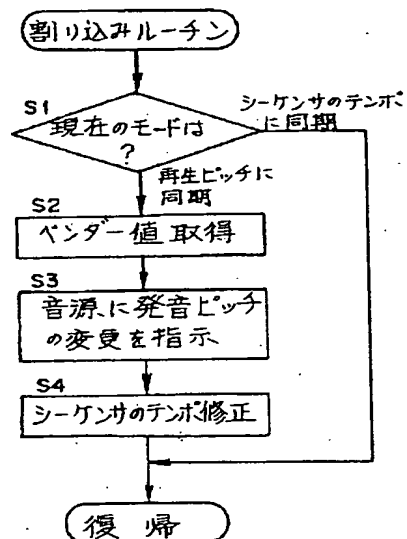 割り込みルーチン
S1
シーケンサのテンポ
に同期
現在のモードは
?
再生ピッチに
同期
S2
ベンダー値取得
S3
音源に発音ピッチ
の変更を指示
S4
シーケンサのテンポ修正
復帰